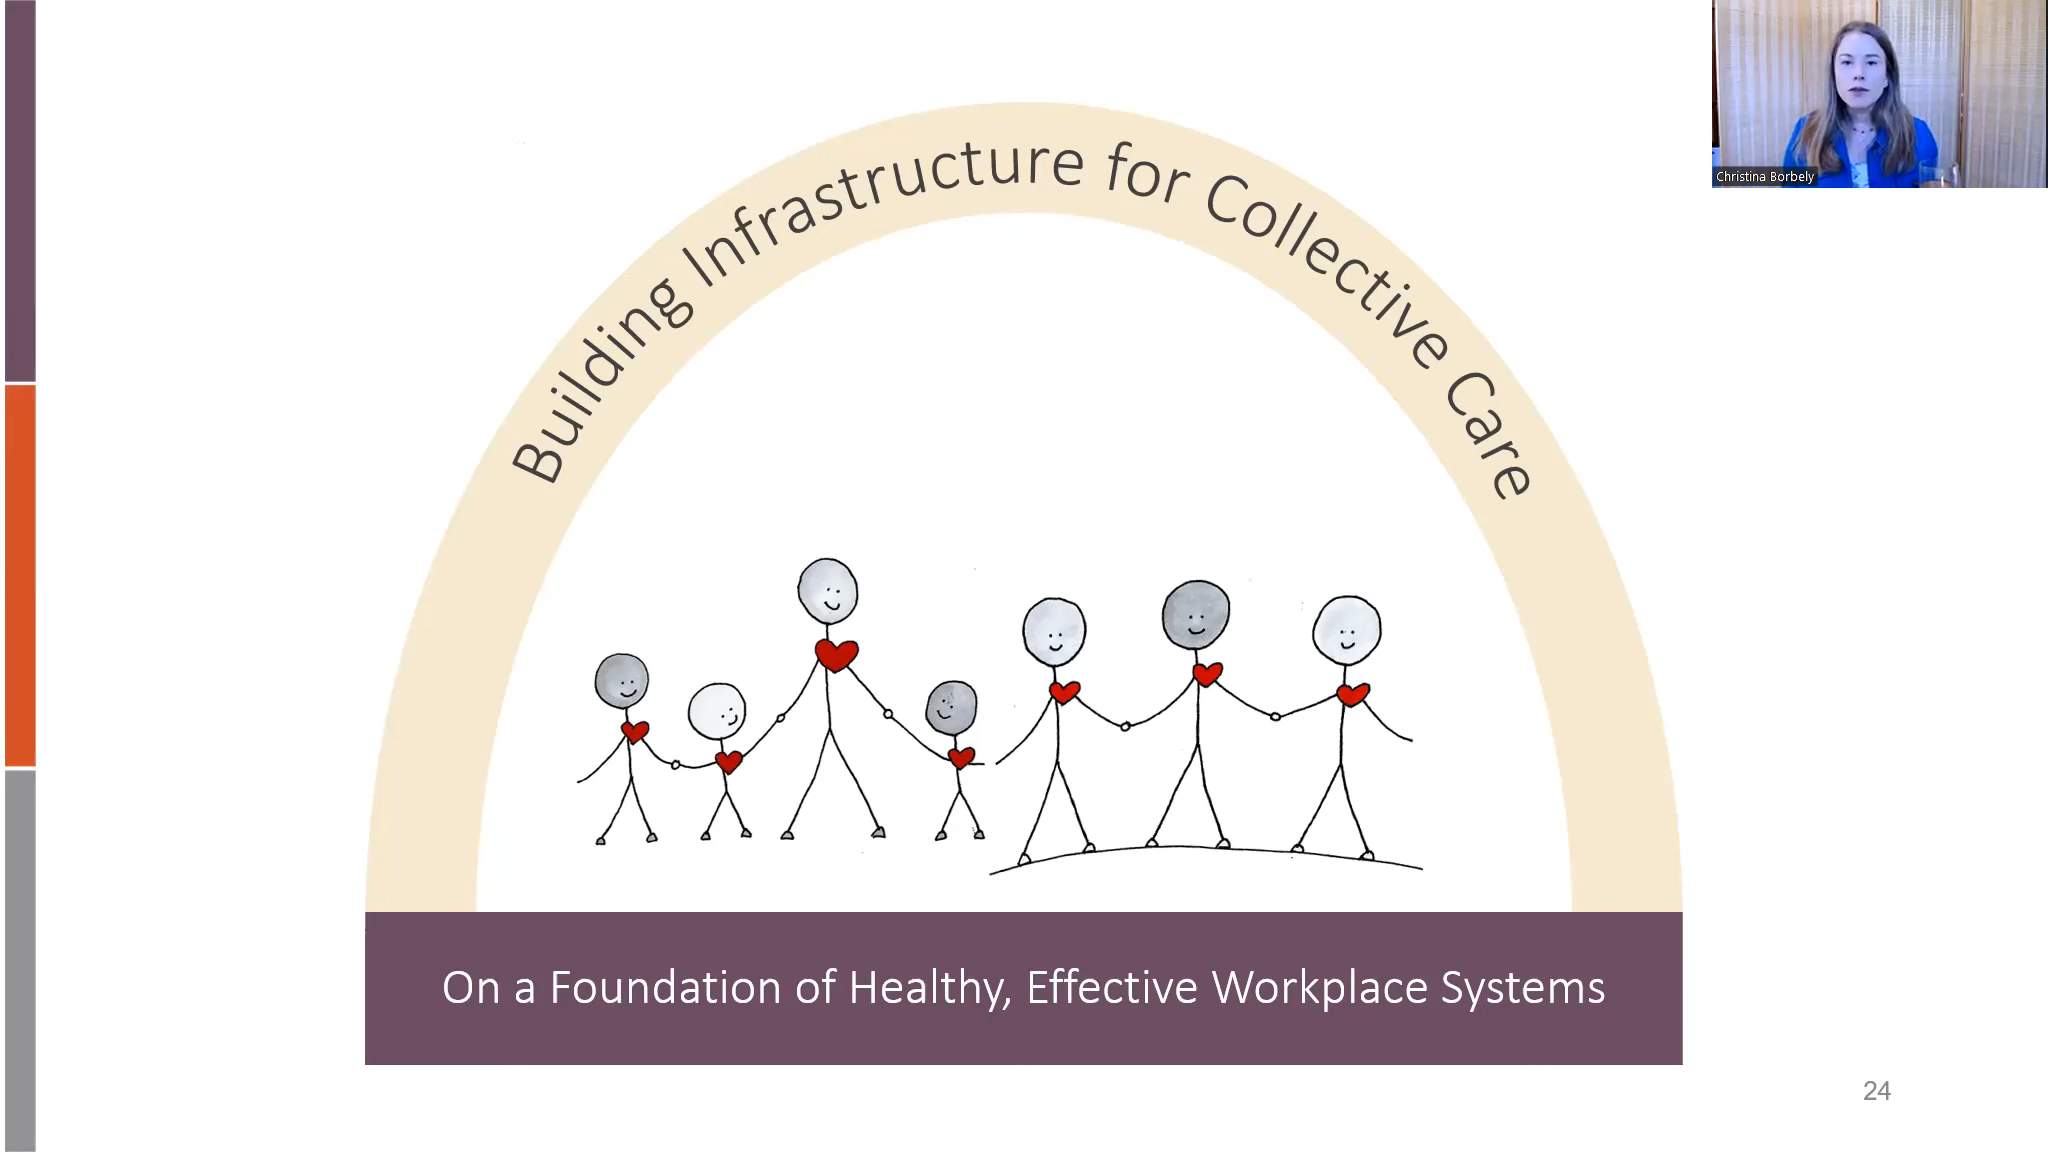 Building Infrastructure for Collective Care
Christina Borbely
On a Foundation of Healthy, Effective Workplace Systems
24